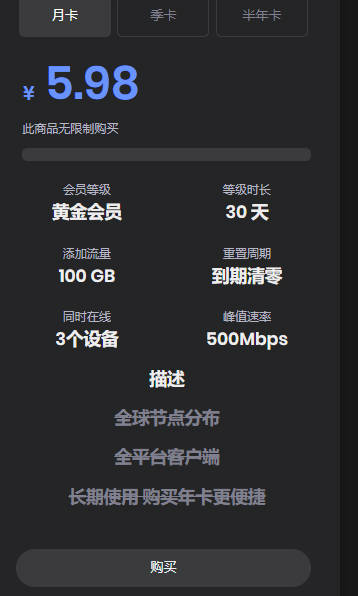 月卡 季卡 半年卡
¥ 5.98
此商品无限制购买
会员等级 等级时长
黄金会员 30 天
添加流量 重置周期
100 GB 到期清零
同时在线 峰值速率
3个设备 500Mbps
描述
全球节点分布
全平台客户端
长期使用 购买年卡更便捷
购买